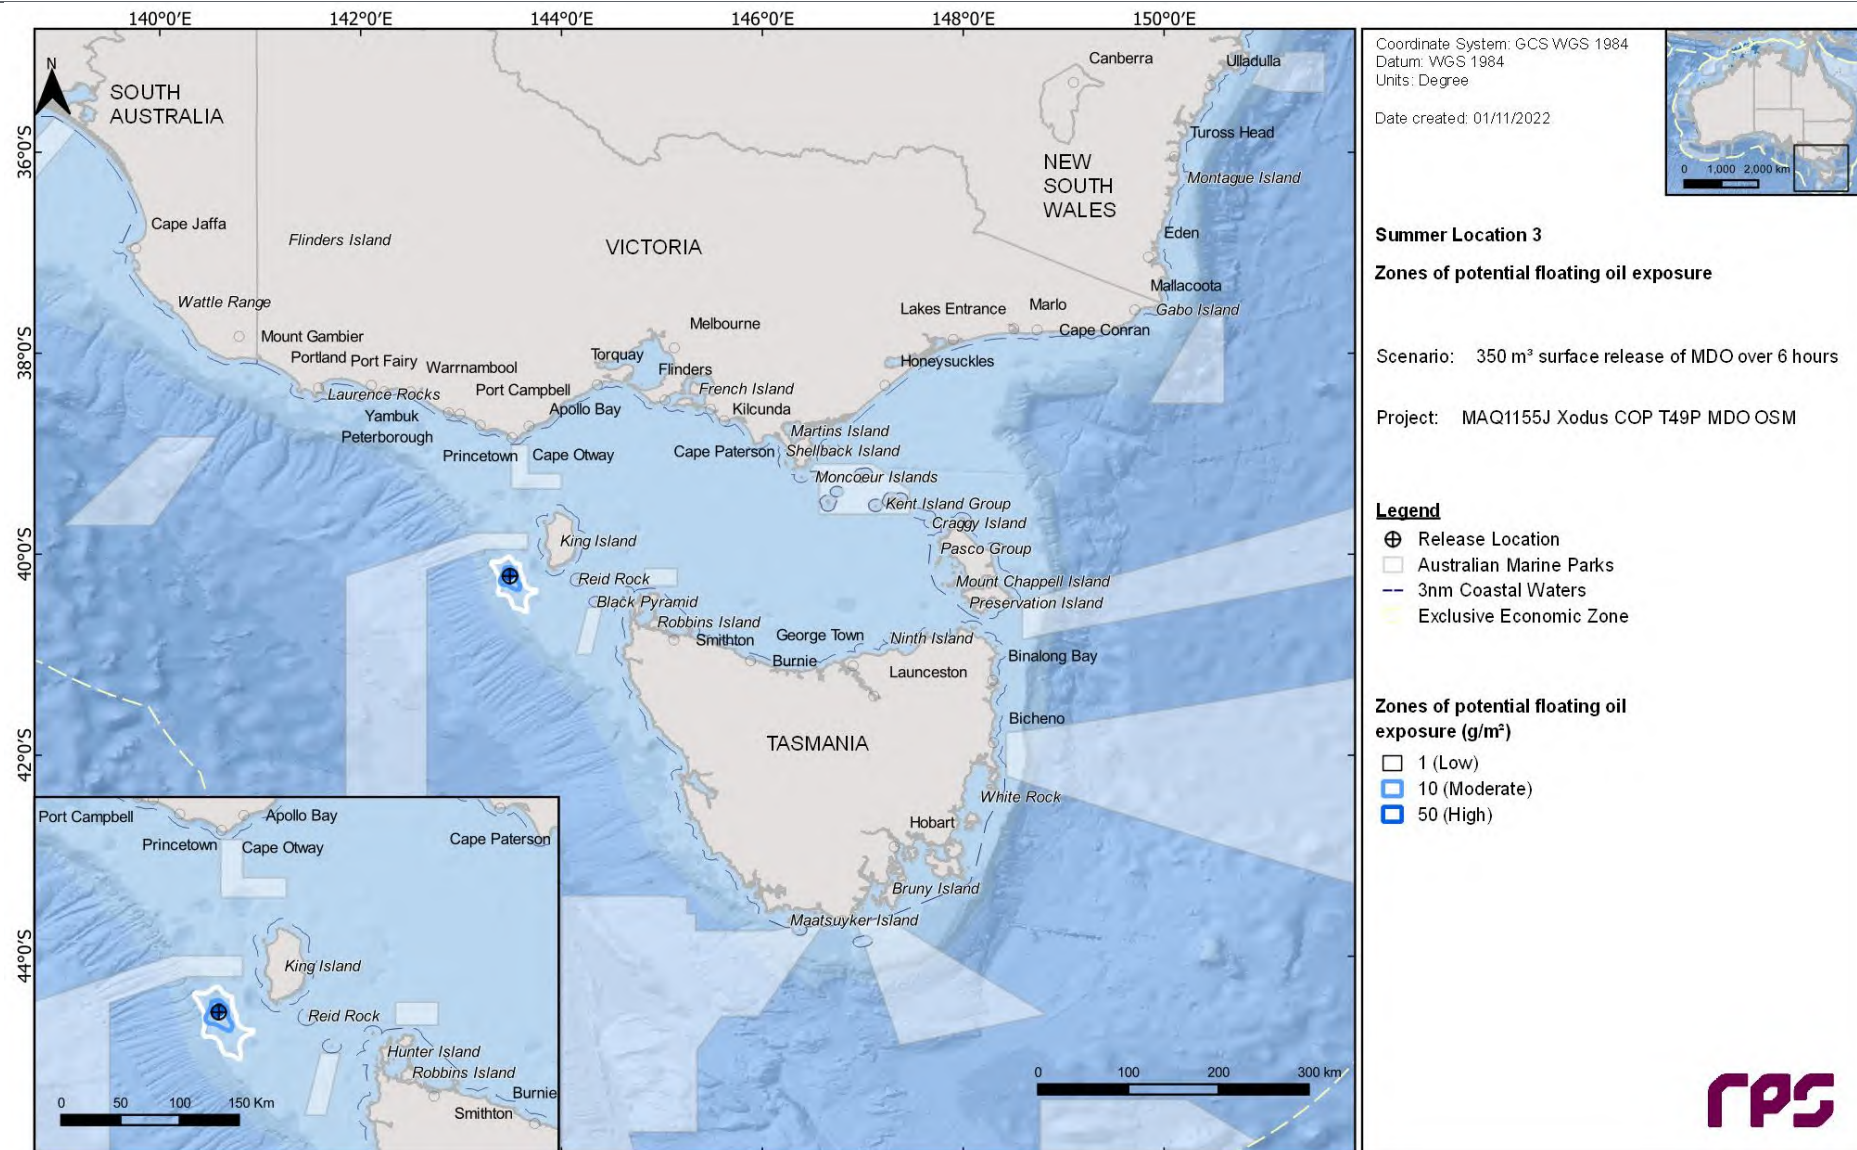 140°0'E 142°0'E 144°0'E 146°0'E 148°0'E 150°0'E
36°0'S
38°0'S
40°0'S
42°0'S
44°0'S
N
SOUTH
AUSTRALIA
Canberra
Ulladulla
Tuross Head
NEW
SOUTH
WALES
Montague Island
Cape Jaffa
Flinders Island
VICTORIA
Eden
Wattle Range
Mallacoota
Lakes Entrance
Marlo
Gabo Island
Mount Gambier
Melbourne
Cape Conran
Portland
Port Fairy
Warrnambool
Torquay
Flinders
Honeysuckles
Laurence Rocks
Port Campbell
French Island
Yambuk
Apollo Bay
Kilcunda
Peterborough
Martins Island
Princetown
Cape Otway
Cape Paterson
Shellback Island
Moncoeur Islands
Kent Island Group
Craggy Island
King Island
Pasco Group
Reid Rock
Mount Chappell Island
Black Pyramid
Preservation Island
Robbins Island
Smithton
George Town
Ninth Island
Burnie
Binalong Bay
Launceston
Bicheno
TASMANIA
White Rock
Hobart
Bruny Island
Maatsuyker Island
0 100 200 300 km
Port Campbell
Apollo Bay
Princetown
Cape Otway
Cape Paterson
King Island
Reid Rock
Hunter Island
Robbins Island
Burnie
Smithton
0 50 100 150 Km
Coordinate System: GCS WGS 1984
Datum: WGS 1984
Units: Degree
Date created: 01/11/2022
0 1,000 2,000 km
Summer Location 3
Zones of potential floating oil exposure
Scenario: 350 m³ surface release of MDO over 6 hours
Project: MAQ1155J Xodus COP T49P MDO OSM
Legend
Release Location
Australian Marine Parks
3nm Coastal Waters
Exclusive Economic Zone
Zones of potential floating oil
exposure (g/m²)
1 (Low)
10 (Moderate)
50 (High)
rps